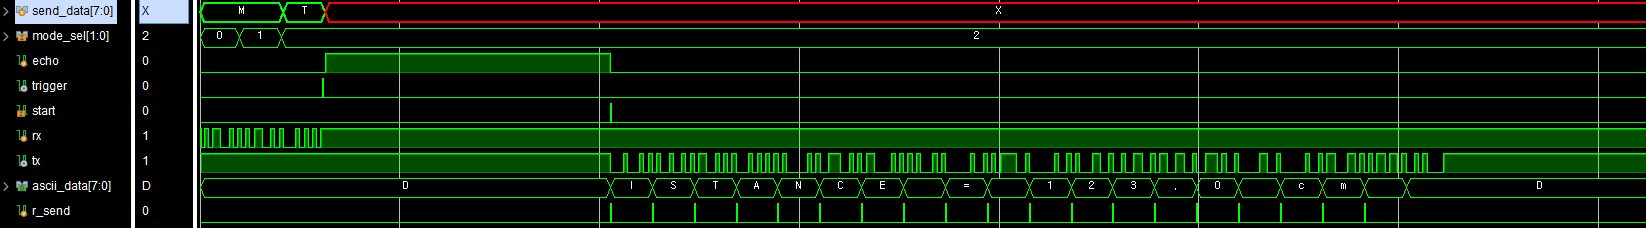 send_data[7:0] X M T X
mode_sel[1:0] 2 0 1 2
echo 0
trigger 0
start 0
rx 1
tx 1
ascii_data[7:0] D D I S T A N C E = 1 2 3 . 0 c m D
r_send 0